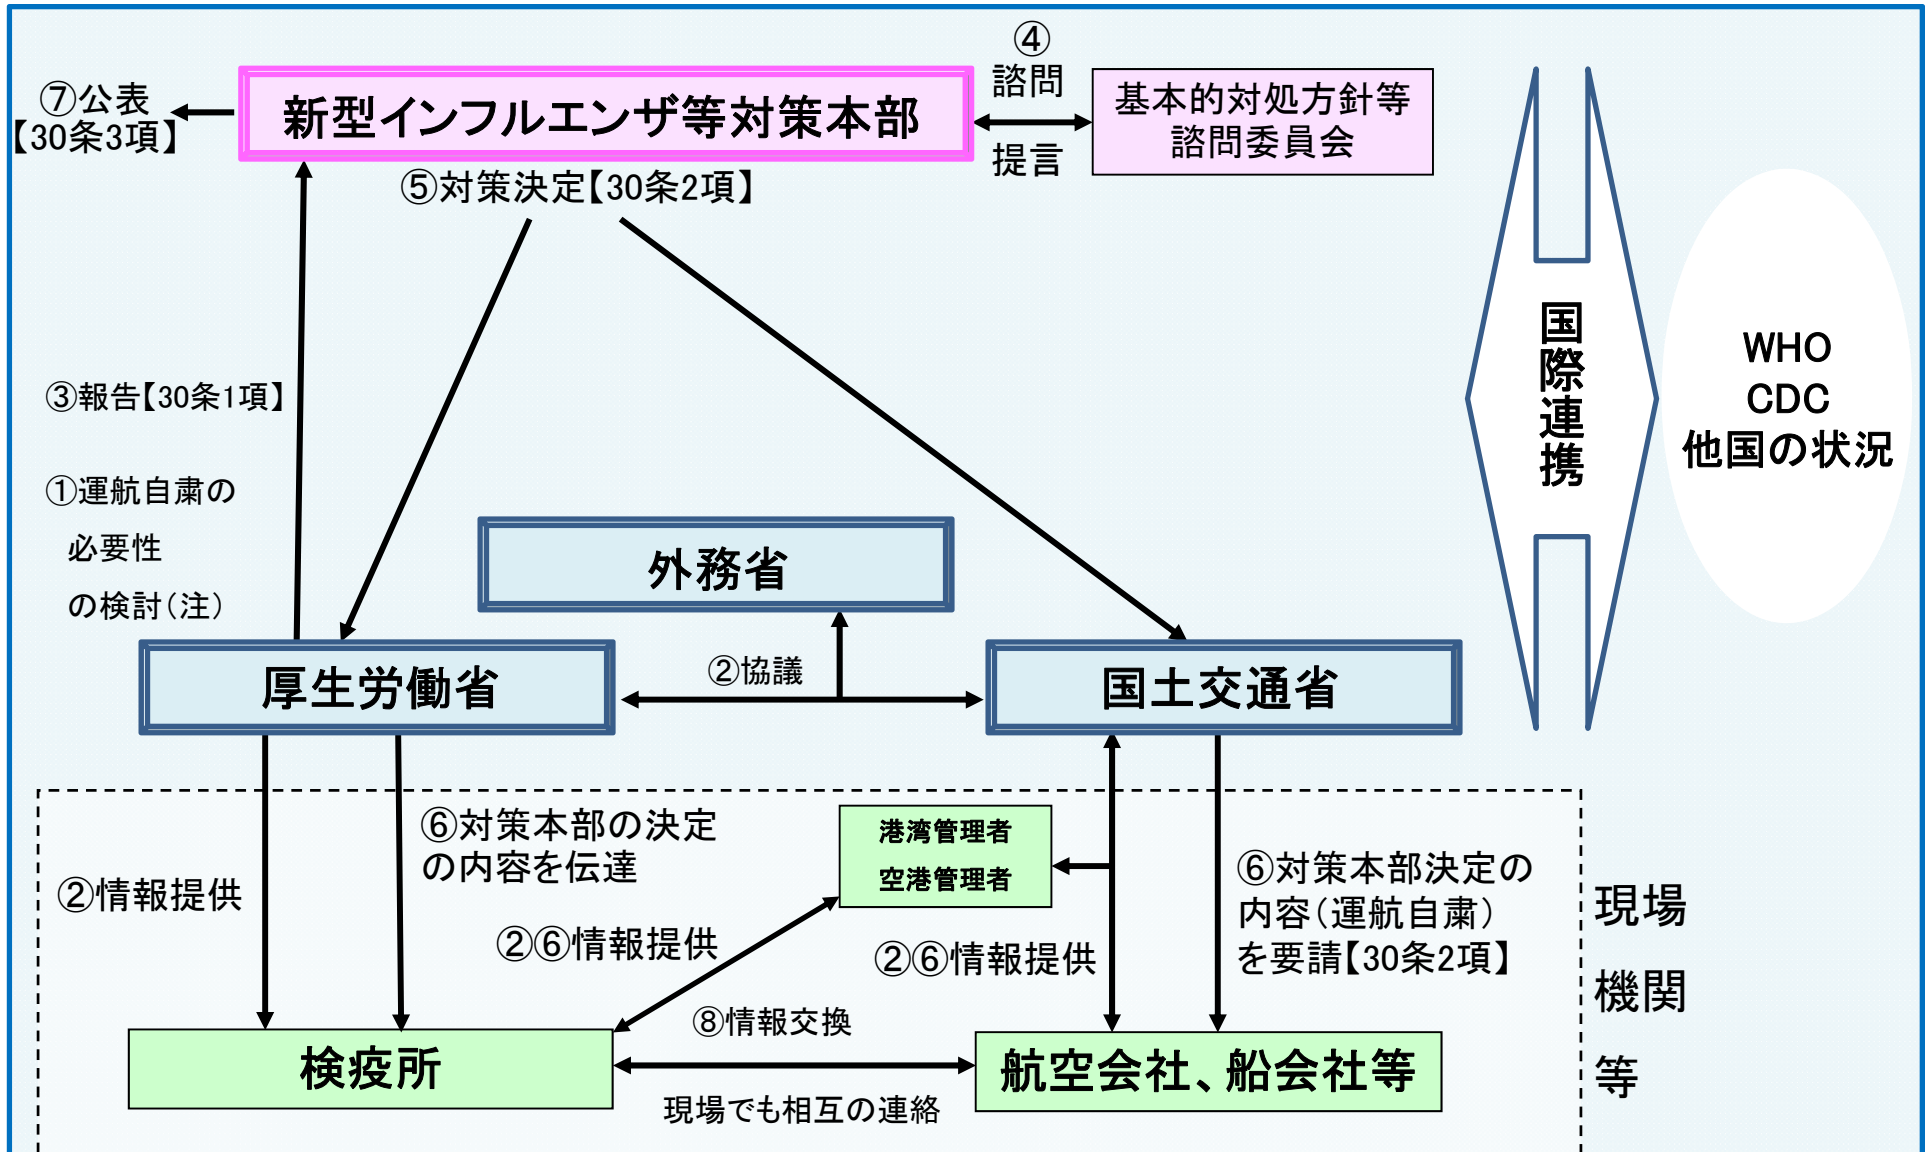 ④
諮問
⑦公表
【30条3項】
新型インフルエンザ等対策本部
基本的対処方針等
諮問委員会
提言
⑤対策決定【30条2項】
国際連携
WHO
CDC
他国の状況
③報告【30条1項】
①運航自粛の
必要性
の検討（注）
外務省
②協議
厚生労働省
国土交通省
⑥対策本部の決定
の内容を伝達
港湾管理者
空港管理者
②情報提供
⑥対策本部決定の
内容（運航自粛）
を要請【30条2項】
②⑥情報提供
②⑥情報提供
現場
機関
等
⑧情報交換
検疫所
航空会社、船会社等
現場でも相互の連絡